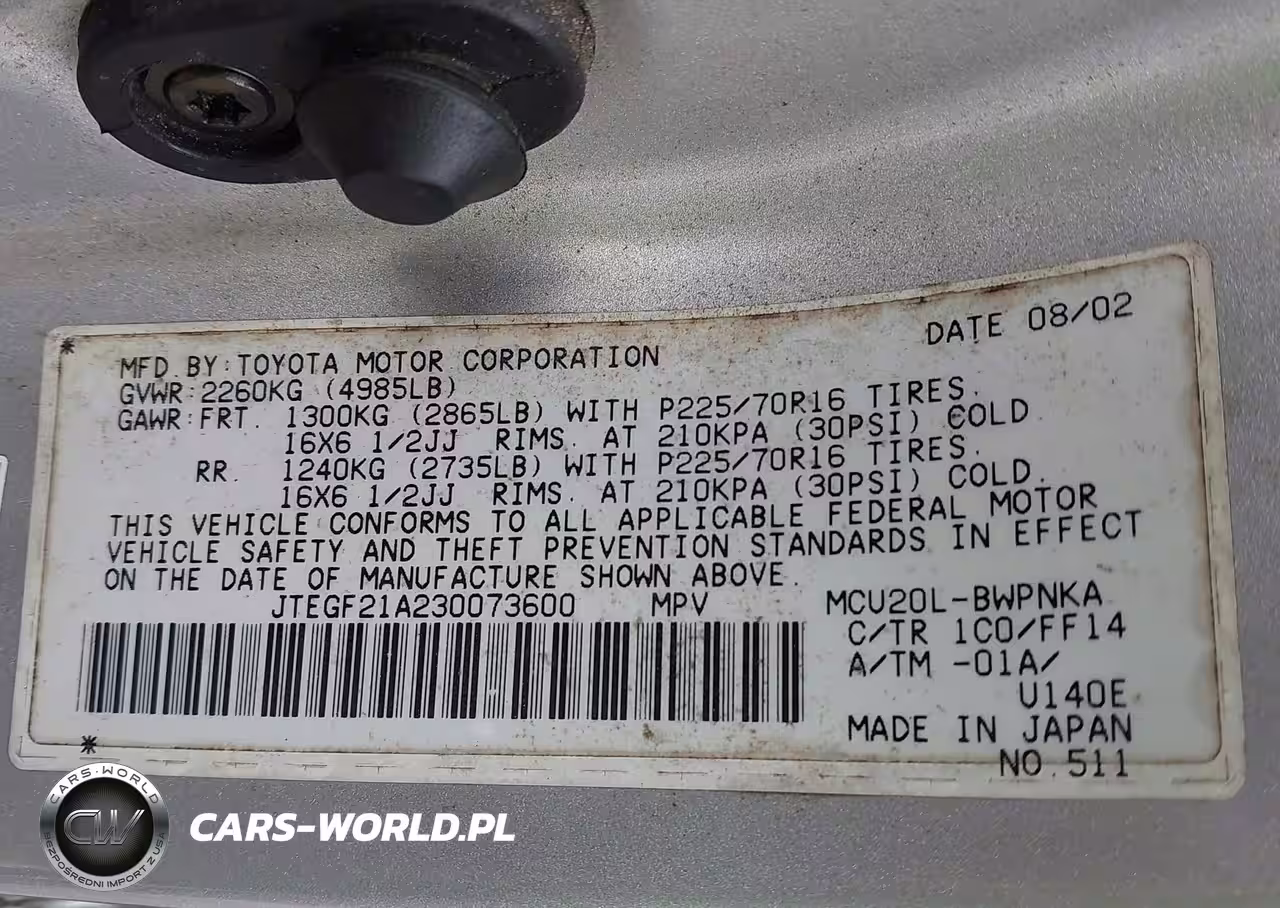 DATE 08/02
MFD. BY: TOYOTA MOTOR CORPORATION
GVWR: 2260KG (4985LB)
GAWR: FRT. 1300KG (2865LB) WITH P225/70R16 TIRES,
16X6 1/2JJ RIMS. AT 210KPA (30PSI) COLD.
RR. 1240KG (2735LB) WITH P225/70R16 TIRES.
16X6 1/2JJ RIMS. AT 210KPA (30PSI) COLD.
THIS VEHICLE CONFORMS TO ALL APPLICABLE FEDERAL MOTOR
VEHICLE SAFETY AND THEFT PREVENTION STANDARDS IN EFFECT
ON THE DATE OF MANUFACTURE SHOWN ABOVE.
JTEGF21A230073600 MPV MCU20L-BWPNKA
C/TR 1C0/FF14
A/TM -01A/
U140E
MADE IN JAPAN
NO. 511
CARS-WORLD
CW
BEZPOŚREDNI IMPORT Z USA
CARS-WORLD.PL